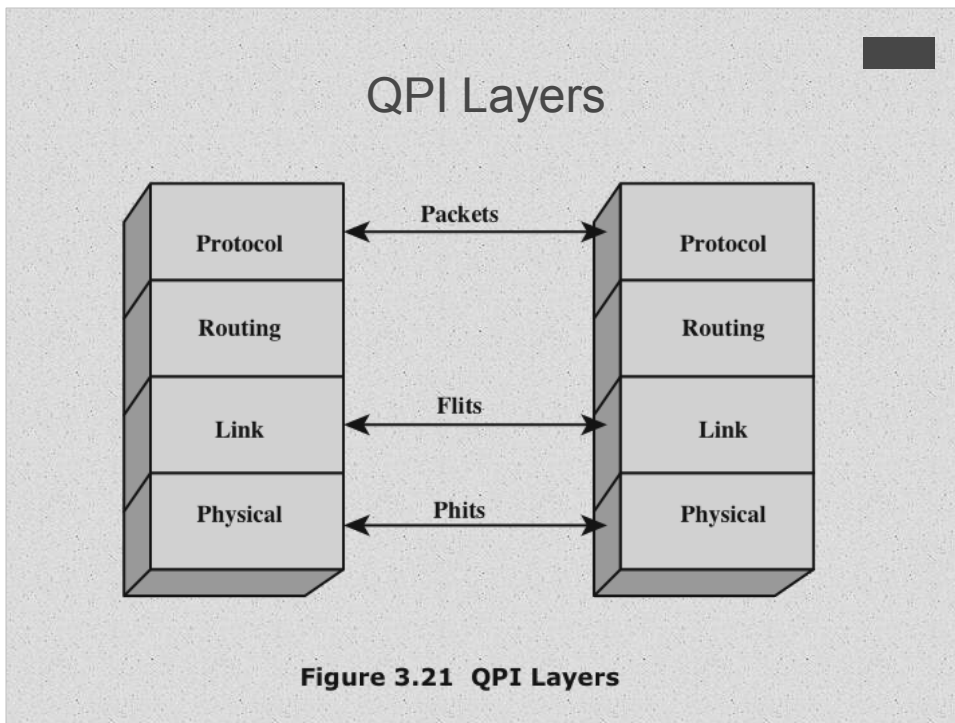 QPI Layers
Packets
Protocol
Protocol
Routing
Routing
Flits
Link
Link
Phits
Physical
Physical
Figure 3.21 QPI Layers